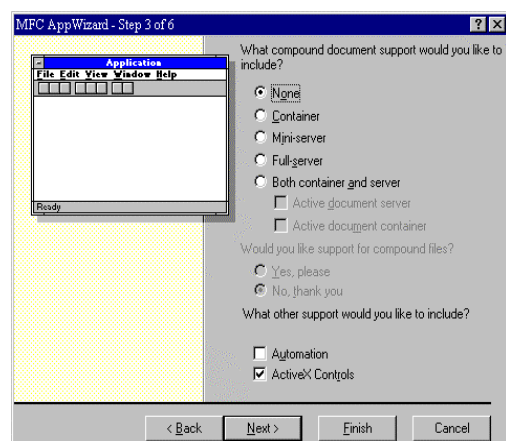 MFC AppWizard - Step 3 of 6
Application
File Edit View Window Help
Ready
What compound document support would you like to
include?
None
Container
Mini-server
Full-server
Both container and server
Active document server
Active document container
Would you like support for compound files?
Yes, please
No, thank you
What other support would you like to include?
Automation
ActiveX Controls
< Back
Next >
Finish
Cancel